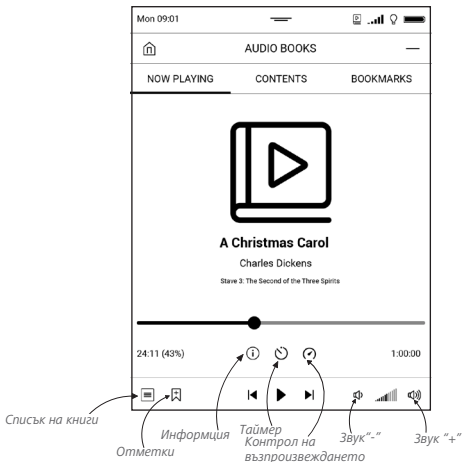 Mon 09:01
AUDIO BOOKS
NOW PLAYING CONTENTS BOOKMARKS
A Christmas Carol
Charles Dickens
Stave 3: The Second of the Three Spirits
24:11 (43%) 1:00:00
Списък на книги
Отметки
Информция
Таймер
Контрол на
възпроизвеждането
Звук“-”
Звук “+”